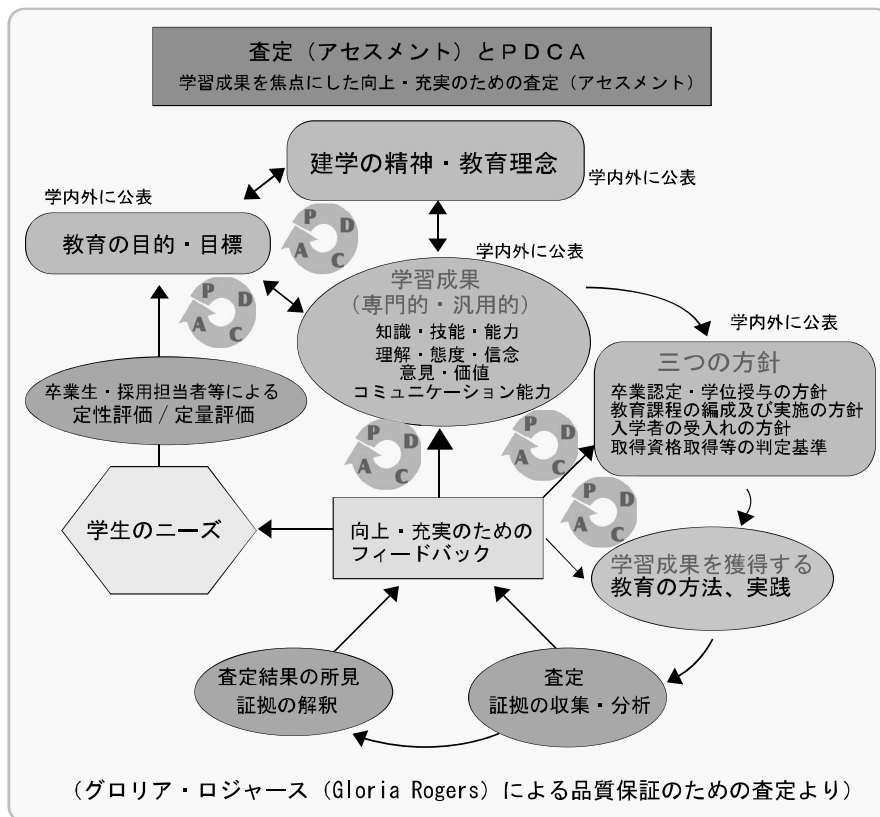 査定（アセスメント）とＰＤＣＡ
学習成果を焦点にした向上・充実のための査定（アセスメント）
建学の精神・教育理念
学内外に公表
学内外に公表
教育の目的・目標
P
D
A
C
学内外に公表
学習成果
（専門的・汎用的）
知識・技能・能力
理解・態度・信念
意見・価値
コミュニケーション能力
P
D
A
C
学内外に公表
三つの方針
卒業認定・学位授与の方針
教育課程の編成及び実施の方針
入学者の受入れの方針
取得資格取得等の判定基準
卒業生・採用担当者等による
定性評価 / 定量評価
P
D
A
C
P
D
A
C
P
D
A
C
学生のニーズ
向上・充実のための
フィードバック
学習成果を獲得する
教育の方法、実践
査定結果の所見
証拠の解釈
査定
証拠の収集・分析
（グロリア・ロジャース（Gloria Rogers）による品質保証のための査定より）